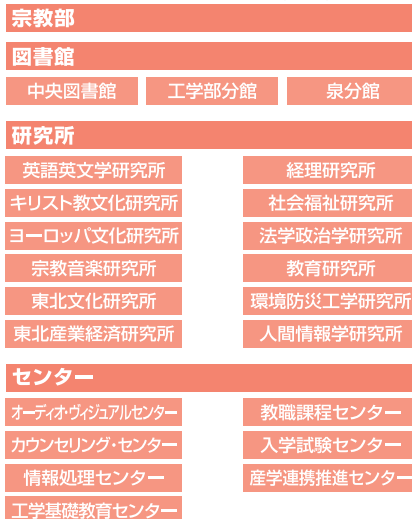 宗教部
図書館
中央図書館 工学部分館 泉分館
研究所
英語英文学研究所 経理研究所
キリスト教文化研究所 社会福祉研究所
ヨーロッパ文化研究所 法学政治学研究所
宗教音楽研究所 教育研究所
東北文化研究所 環境防災工学研究所
東北産業経済研究所 人間情報学研究所
センター
オーディオ・ヴィジュアルセンター 教職課程センター
カウンセリング・センター 入学試験センター
情報処理センター 産学連携推進センター
工学基礎教育センター